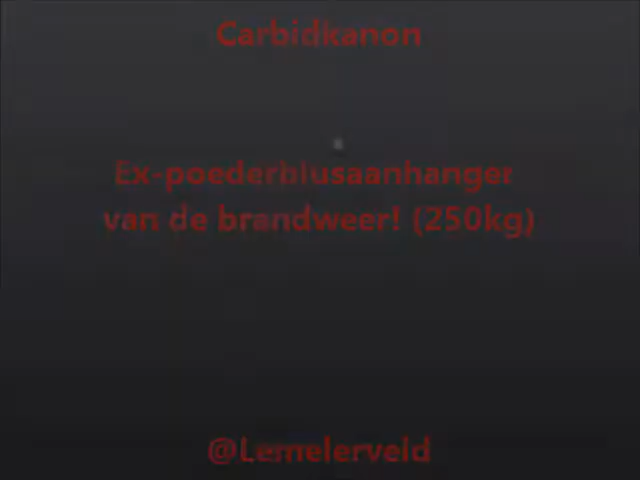 Carbidkanon
Ex-poederblusaanhanger
van de brandweer! (250kg)
@Lemelerveld